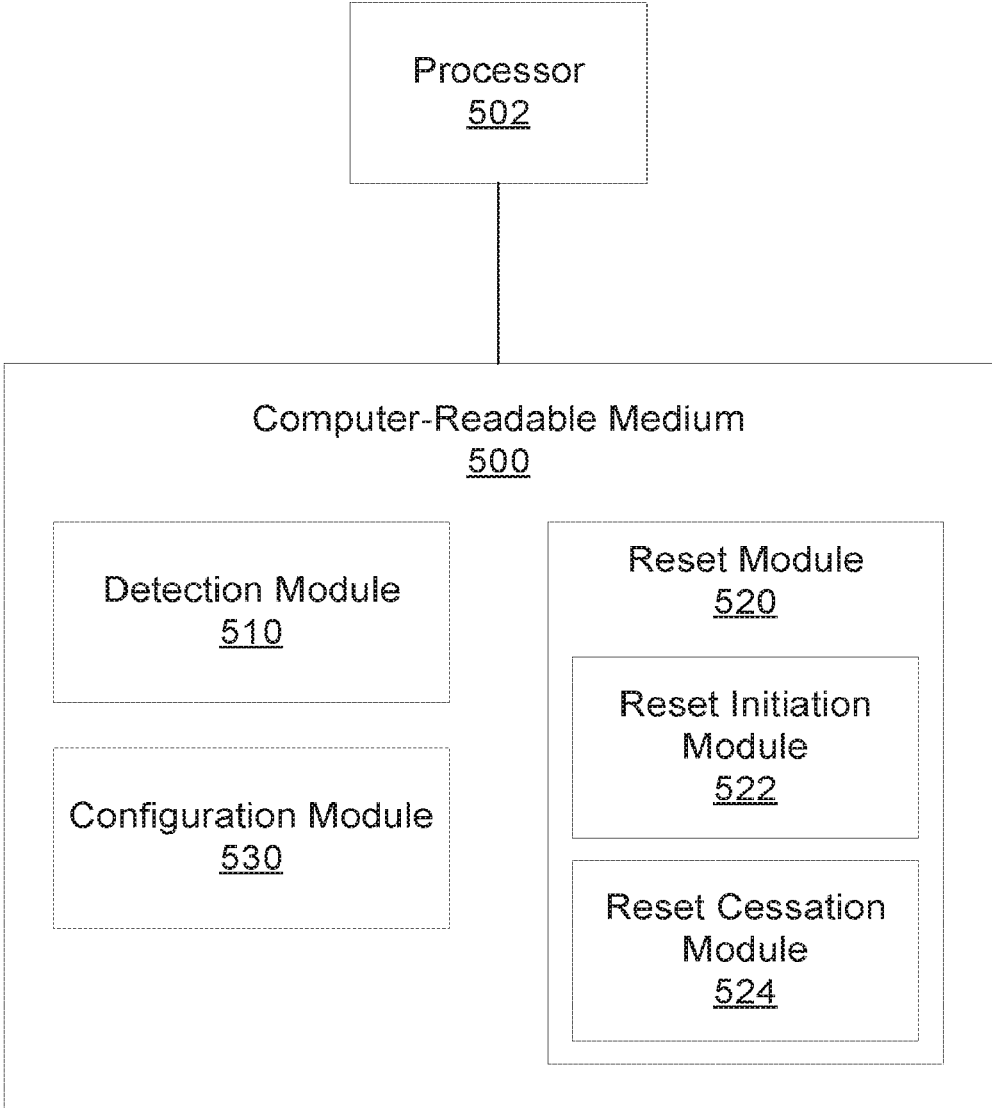 Processor
502
Computer-Readable Medium
500
Detection Module
510
Configuration Module
530
Reset Module
520
Reset Initiation
Module
522
Reset Cessation
Module
524